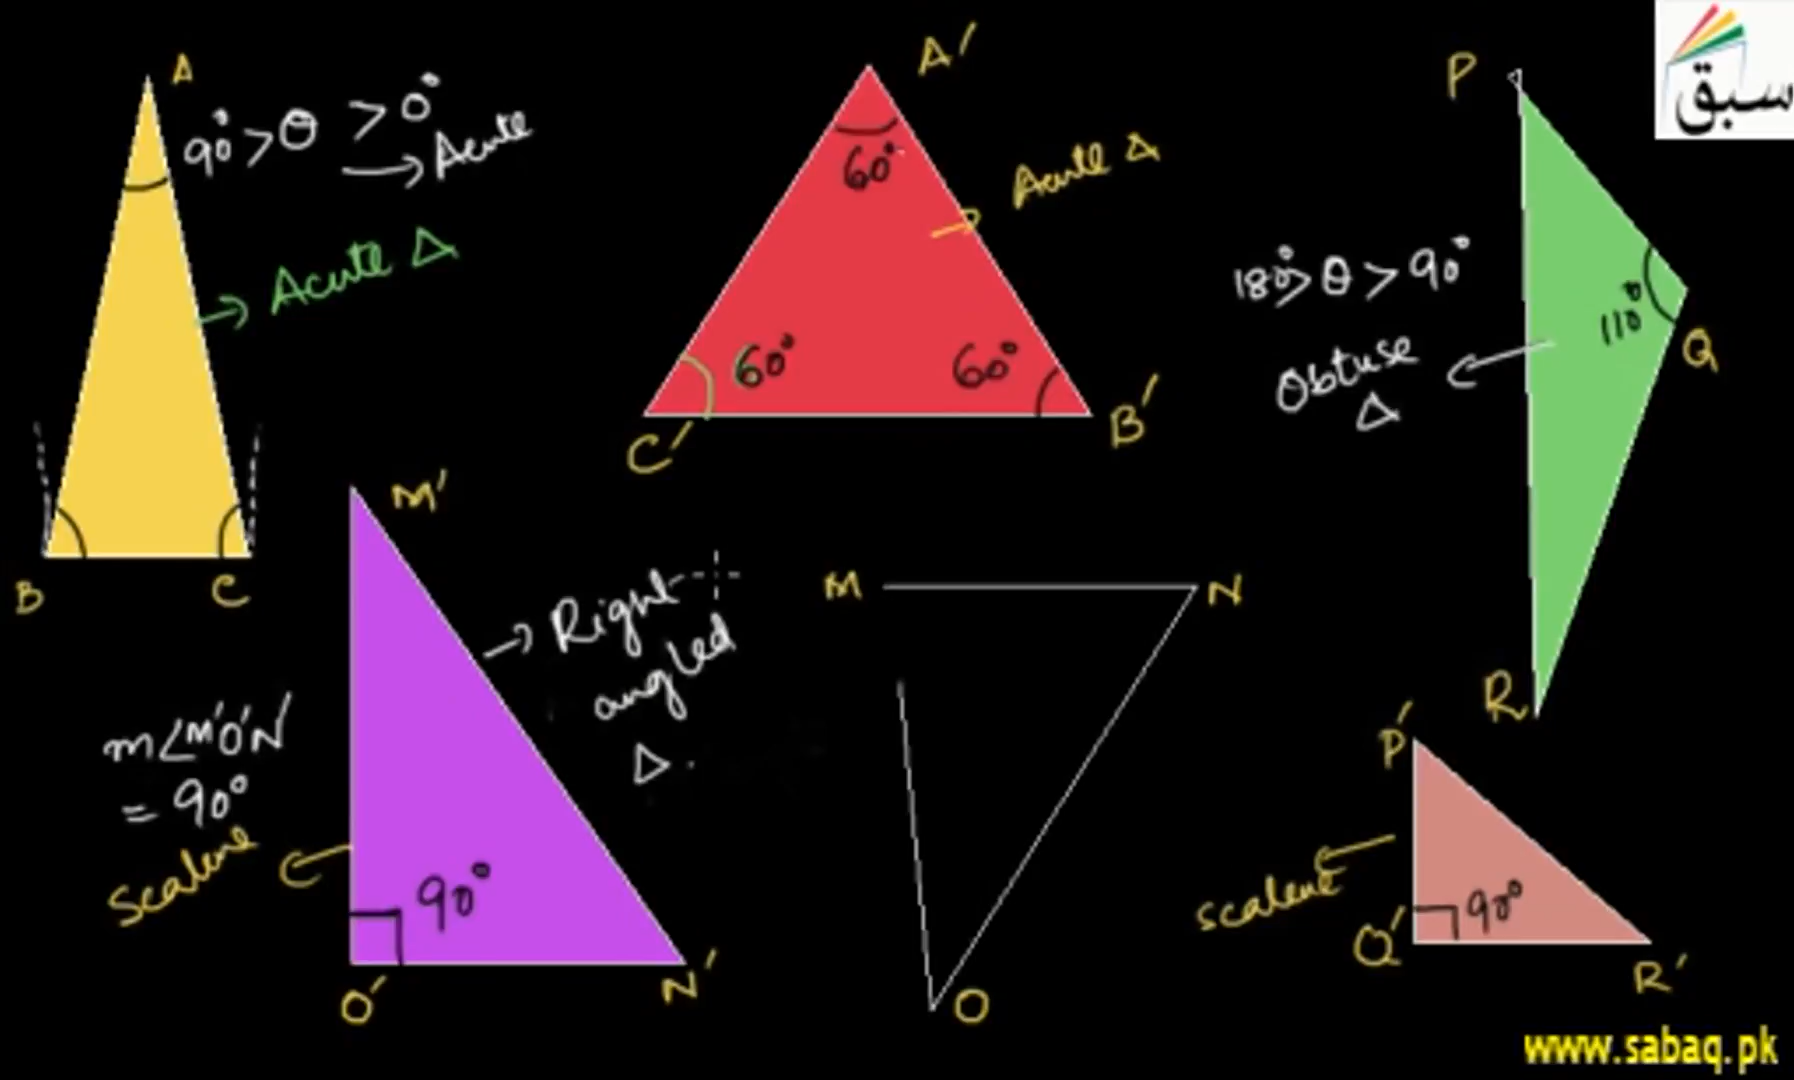 A
90° > θ > 0°
→ Acute
→ Acute Δ
B
C
A'
60°
→ Acute Δ
60°
60°
C'
B'
P
سبق
180° > θ > 90°
110°
Q
Obtuse
Δ
R
M'
→ Right
angled
Δ.
m∠M'O'N'
= 90°
Scalene
90°
O'
N'
M
N
O
P'
scalene
Q'
90°
R'
www.sabaq.pk